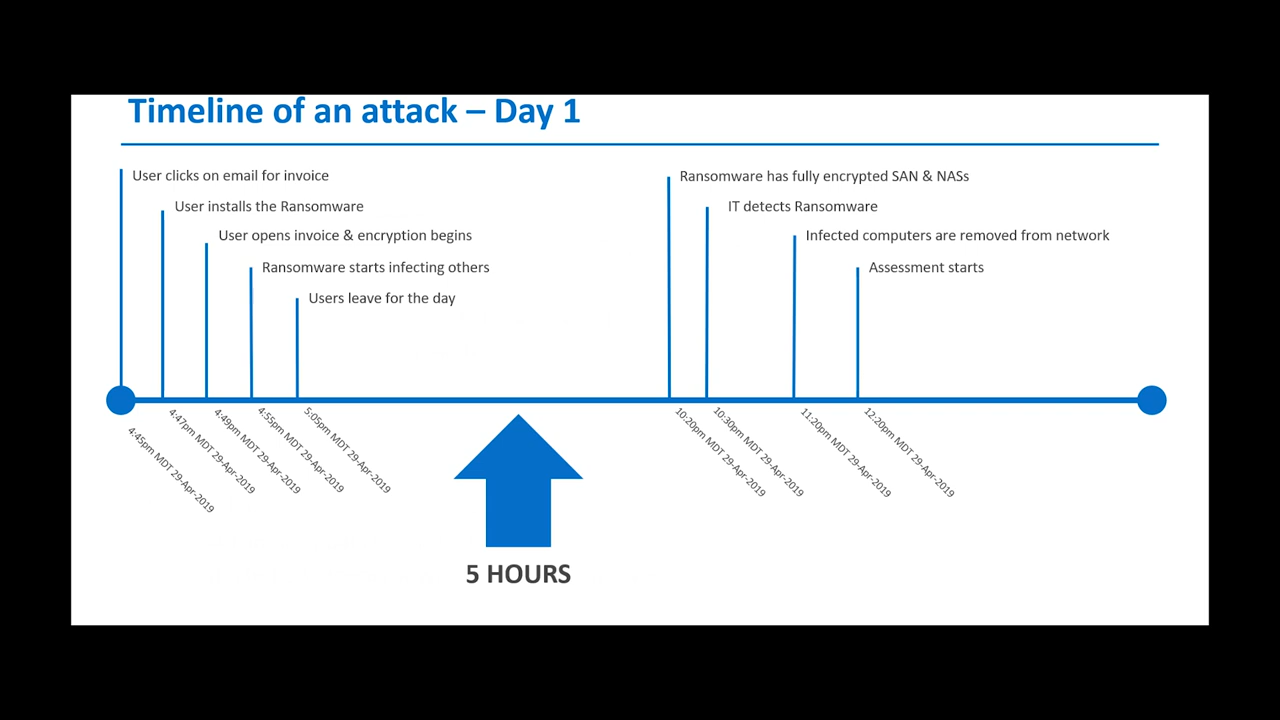 Timeline of an attack – Day 1
User clicks on email for invoice
User installs the Ransomware
User opens invoice & encryption begins
Ransomware starts infecting others
Users leave for the day
Ransomware has fully encrypted SAN & NASs
IT detects Ransomware
Infected computers are removed from network
Assessment starts
4:45pm MDT 29-Apr-2019
4:47pm MDT 29-Apr-2019
4:49pm MDT 29-Apr-2019
4:55pm MDT 29-Apr-2019
5:05pm MDT 29-Apr-2019
10:20pm MDT 29-Apr-2019
10:30pm MDT 29-Apr-2019
11:20pm MDT 29-Apr-2019
12:20pm MDT 29-Apr-2019
5 HOURS